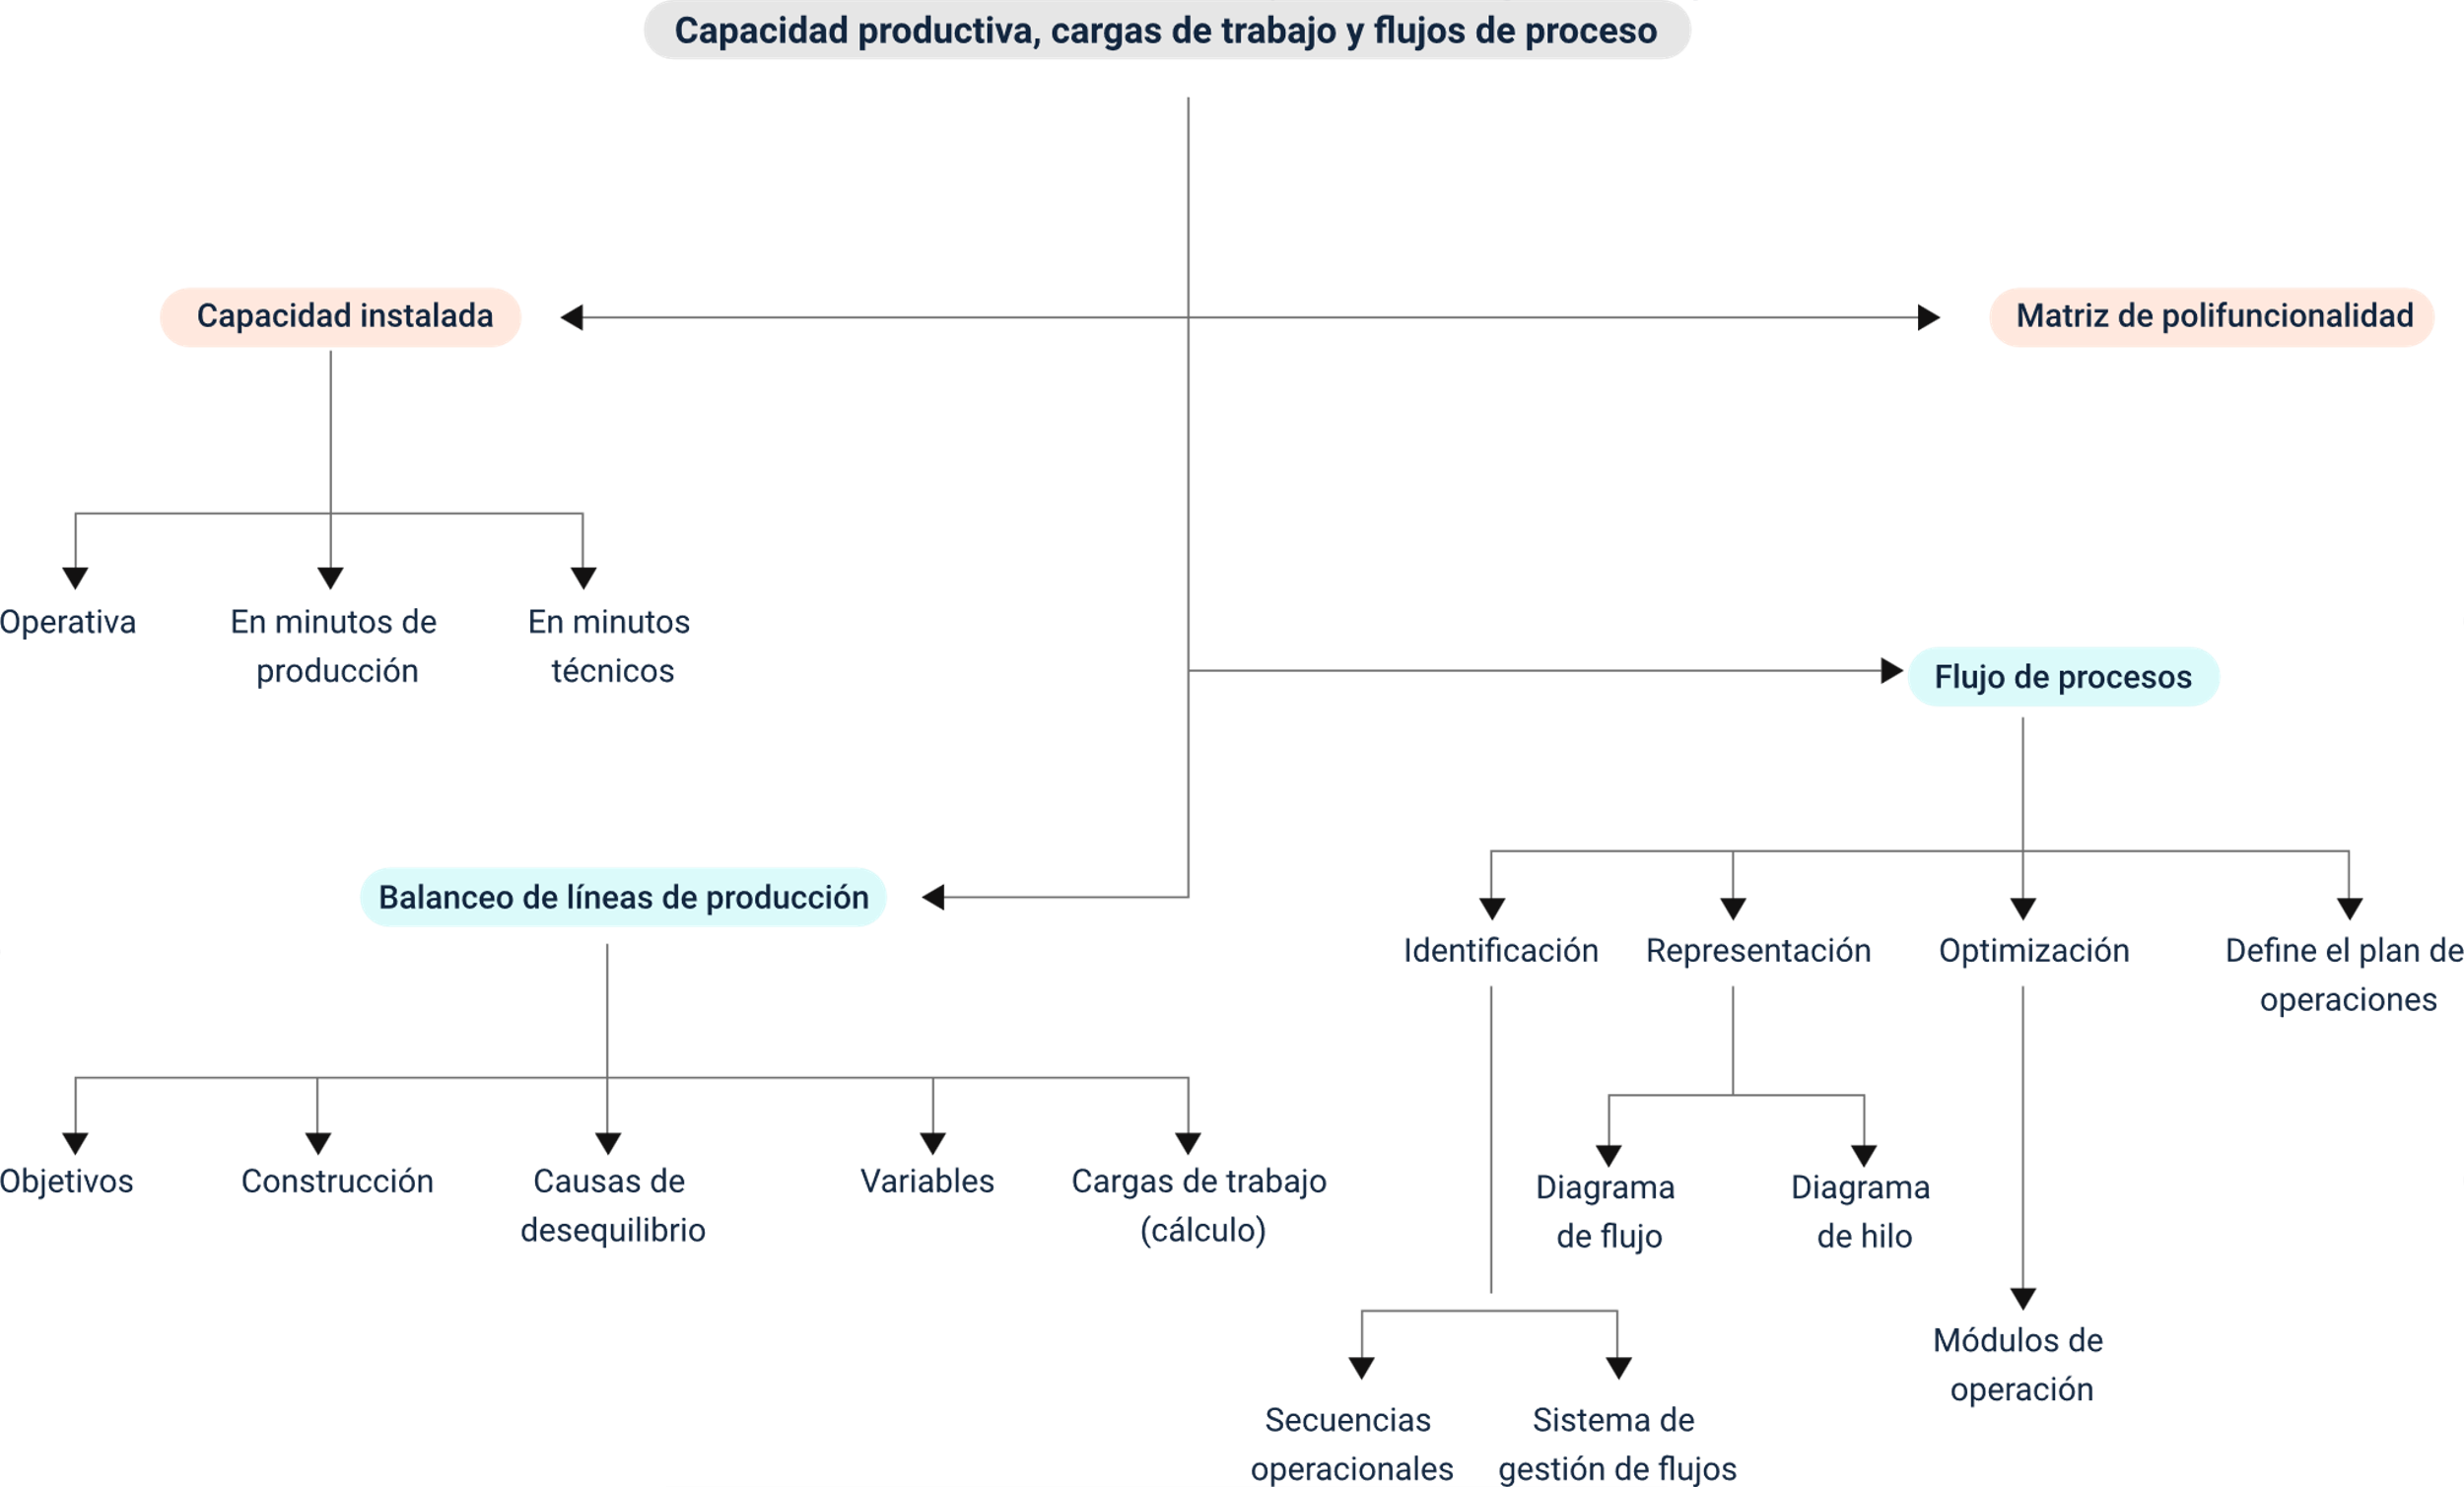 Capacidad productiva, cargas de trabajo y flujos de proceso
Capacidad instalada
Matriz de polifuncionalidad
Operativa
En minutos de
producción
En minutos
técnicos
Flujo de procesos
Balanceo de líneas de producción
Identificación
Representación
Optimización
Define el plan de
operaciones
Objetivos
Construcción
Causas de
desequilibrio
Variables
Cargas de trabajo
(cálculo)
Diagrama
de flujo
Diagrama
de hilo
Secuencias
operacionales
Sistema de
gestión de flujos
Módulos de
operación